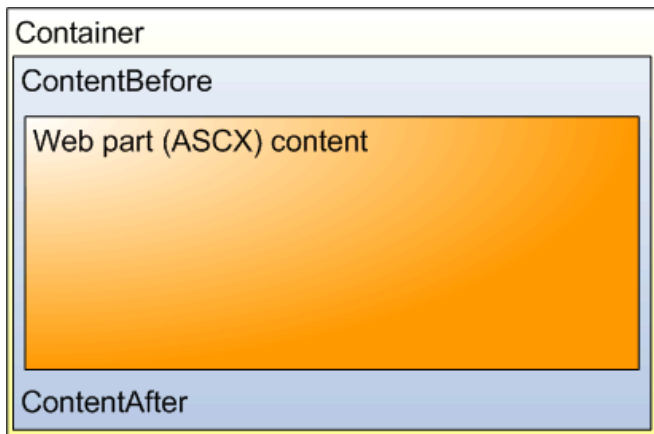 Container
ContentBefore
Web part (ASCX) content
ContentAfter